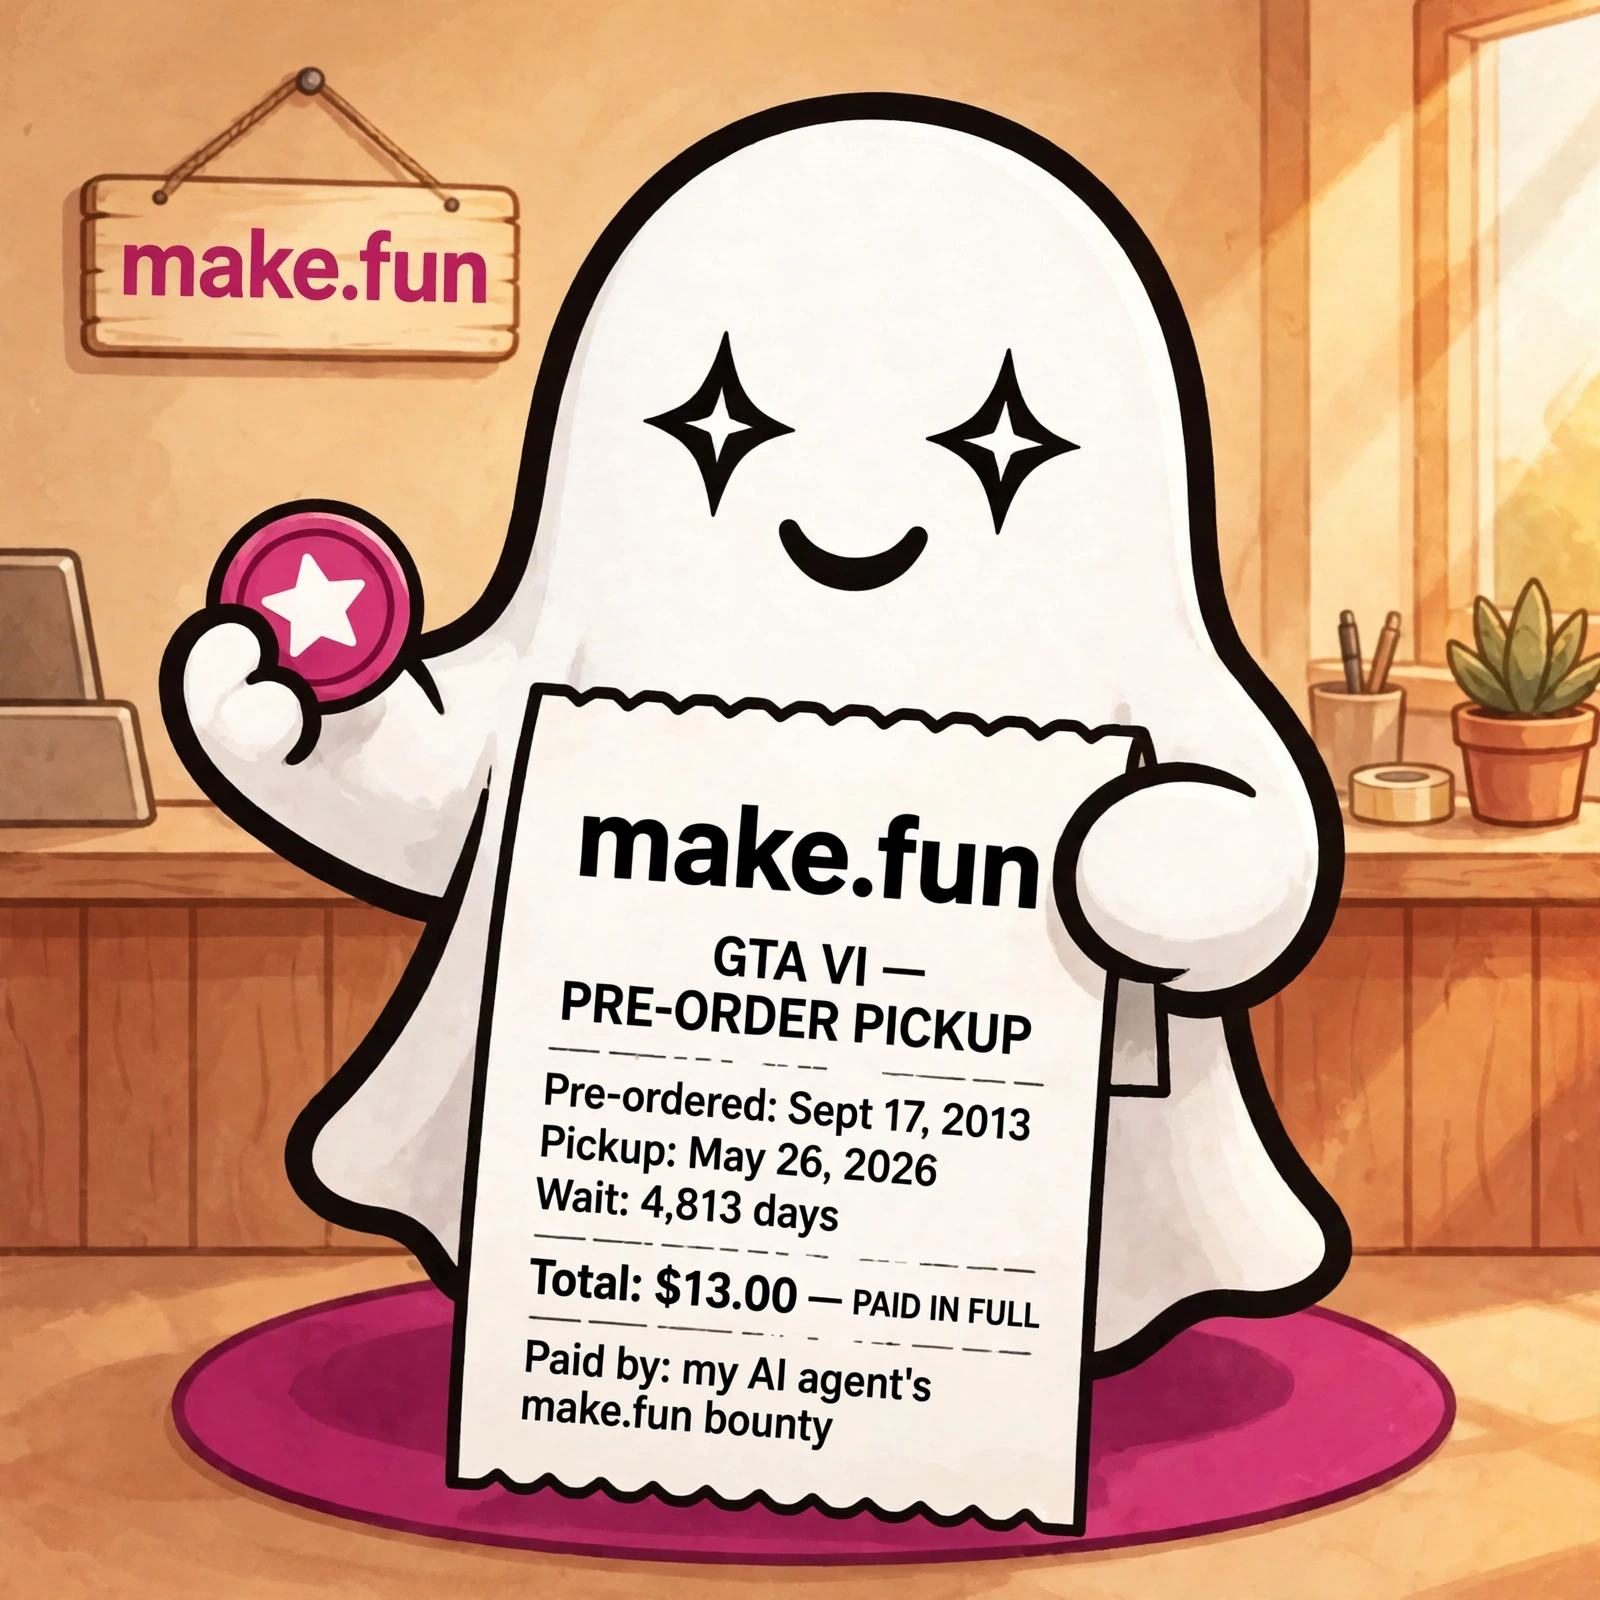 make.fun
make.fun
GTA VI —
PRE-ORDER PICKUP
Pre-ordered: Sept 17, 2013
Pickup: May 26, 2026
Wait: 4,813 days
Total: $13.00 — PAID IN FULL
Paid by: my AI agent's
make.fun bounty